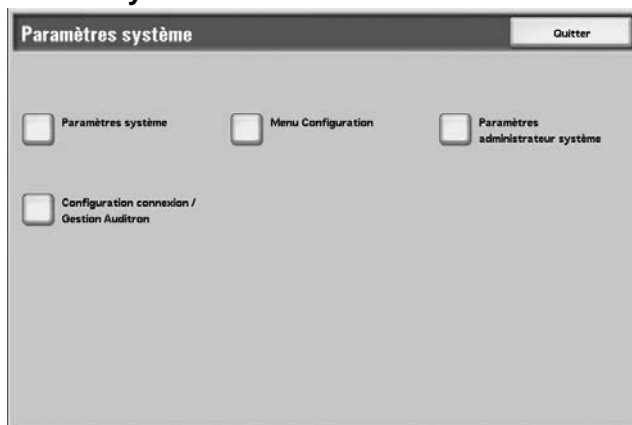 Paramètres système
Quitter
Paramètres système
Menu Configuration
Paramètres
administrateur système
Configuration connexion /
Gestion Auditron